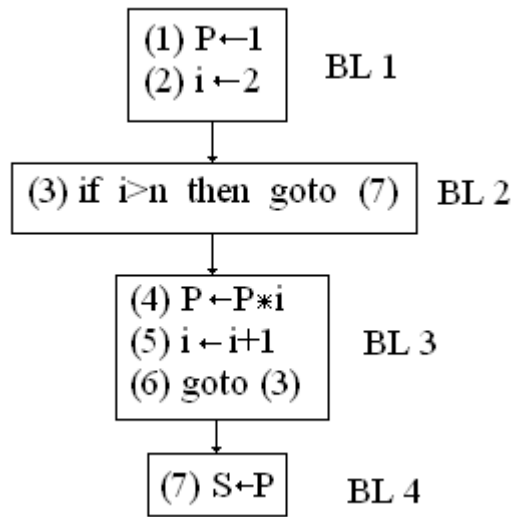 (1) P←1
(2) i←2
BL 1
(3) if i>n then goto (7)
BL 2
(4) P←P*i
(5) i←i+1
(6) goto (3)
BL 3
(7) S←P
BL 4